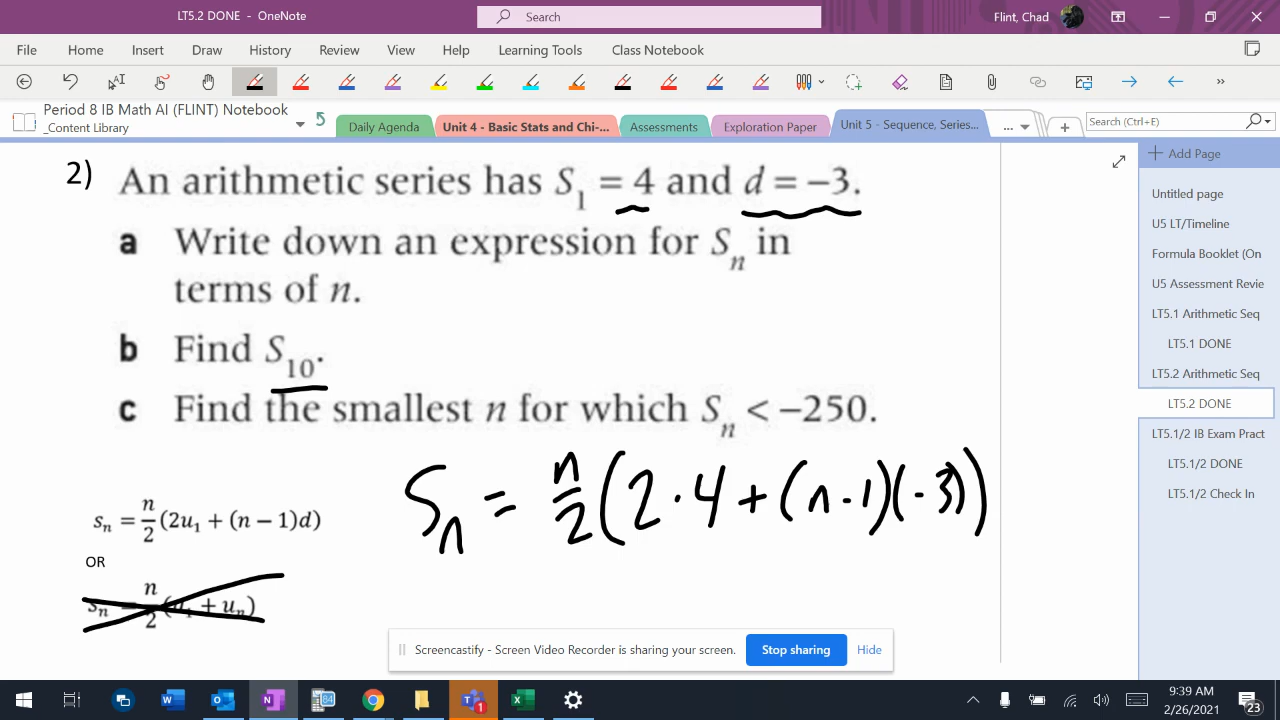 LT5.2 DONE - OneNote
Search
Flint, Chad
File Home Insert Draw History Review View Help Learning Tools Class Notebook
Period 8 IB Math AI (FLINT) Notebook
_Content Library
Daily Agenda
Unit 4 - Basic Stats and Chi-...
Assessments
Exploration Paper
Unit 5 - Sequence, Series...
...
Search (Ctrl+E)
Add Page
Untitled page
U5 LT/Timeline
Formula Booklet (On
U5 Assessment Revie
LT5.1 Arithmetic Seq
LT5.1 DONE
LT5.2 Arithmetic Seq
LT5.2 DONE
LT5.1/2 IB Exam Pract
LT5.1/2 DONE
LT5.1/2 Check In
2) An arithmetic series has S₁ = 4 and d = −3.
a Write down an expression for Sₙ in
terms of n.
b Find S₁₀.
c Find the smallest n for which Sₙ < −250.
Sₙ = n/2(2·4+(n-1)(-3))
sₙ = n/2(2u₁ + (n − 1)d)
OR
sₙ = n/2(u₁ + uₙ)
Screencastify - Screen Video Recorder is sharing your screen.
Stop sharing
Hide
84
1
9:39 AM
2/26/2021
23